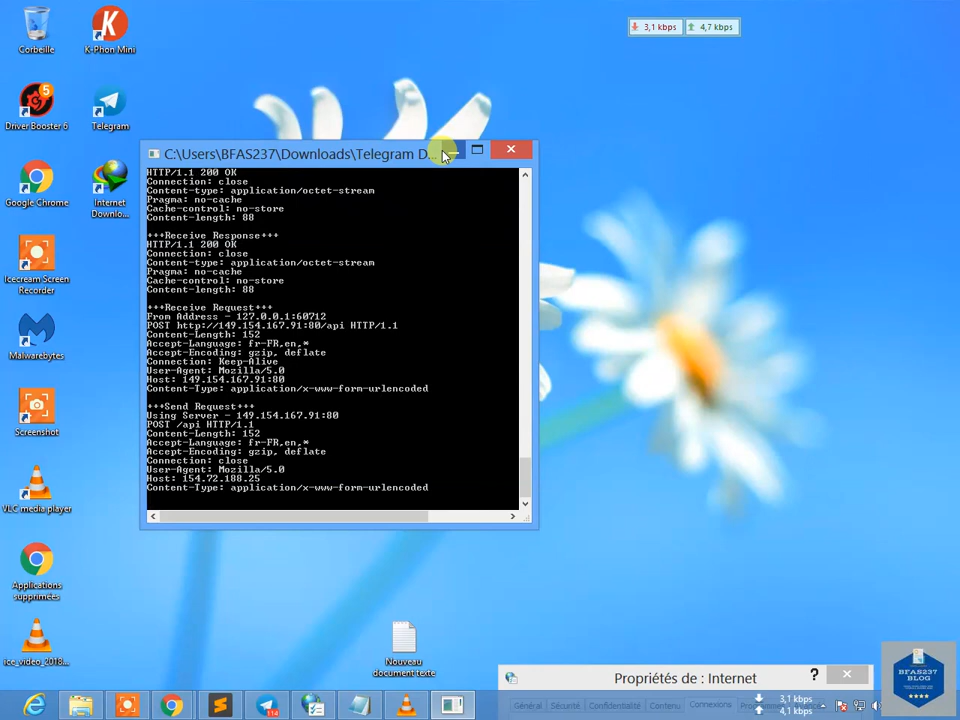 Corbeille
K-Phon Mini
3,1 kbps
4,7 kbps
5
Driver Booster 6
Telegram
Google Chrome
Internet
Downlo...
Icecream Screen
Recorder
Malwarebytes
Screenshot
VLC media player
Applications
supprimées
ice_video_2018...
C:\Users\BFAS237\Downloads\Telegram D...
HTTP/1.1 200 OK
Connection: close
Content-type: application/octet-stream
Pragma: no-cache
Cache-control: no-store
Content-length: 88
+++Receive Response+++
HTTP/1.1 200 OK
Connection: close
Content-type: application/octet-stream
Pragma: no-cache
Cache-control: no-store
Content-length: 88
+++Receive Request+++
From Address - 127.0.0.1:60712
POST http://149.154.167.91:80/api HTTP/1.1
Content-Length: 152
Accept-Language: fr-FR,en,*
Accept-Encoding: gzip, deflate
Connection: Keep-Alive
User-Agent: Mozilla/5.0
Host: 149.154.167.91:80
Content-Type: application/x-www-form-urlencoded
+++Send Request+++
Using Server - 149.154.167.91:80
POST /api HTTP/1.1
Content-Length: 152
Accept-Language: fr-FR,en,*
Accept-Encoding: gzip, deflate
Connection: close
User-Agent: Mozilla/5.0
Host: 154.72.188.25
Content-Type: application/x-www-form-urlencoded
Nouveau
document texte
Propriétés de : Internet
Général Sécurité Confidentialité Contenu Connexions
3,1 kbps
4,1 kbps
114
BFAS237
BLOG